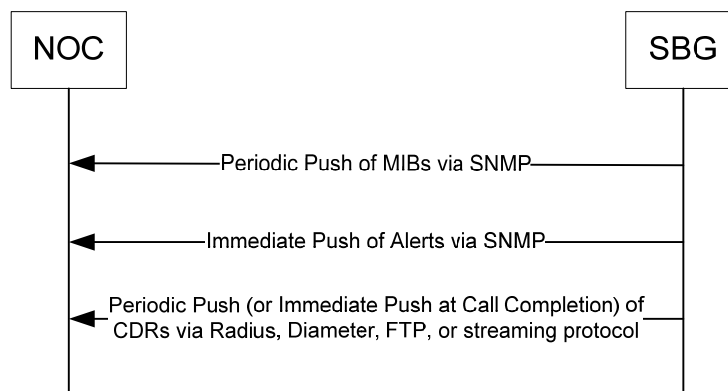 NOC
SBG
Periodic Push of MIBs via SNMP
Immediate Push of Alerts via SNMP
Periodic Push (or Immediate Push at Call Completion) of
CDRs via Radius, Diameter, FTP, or streaming protocol